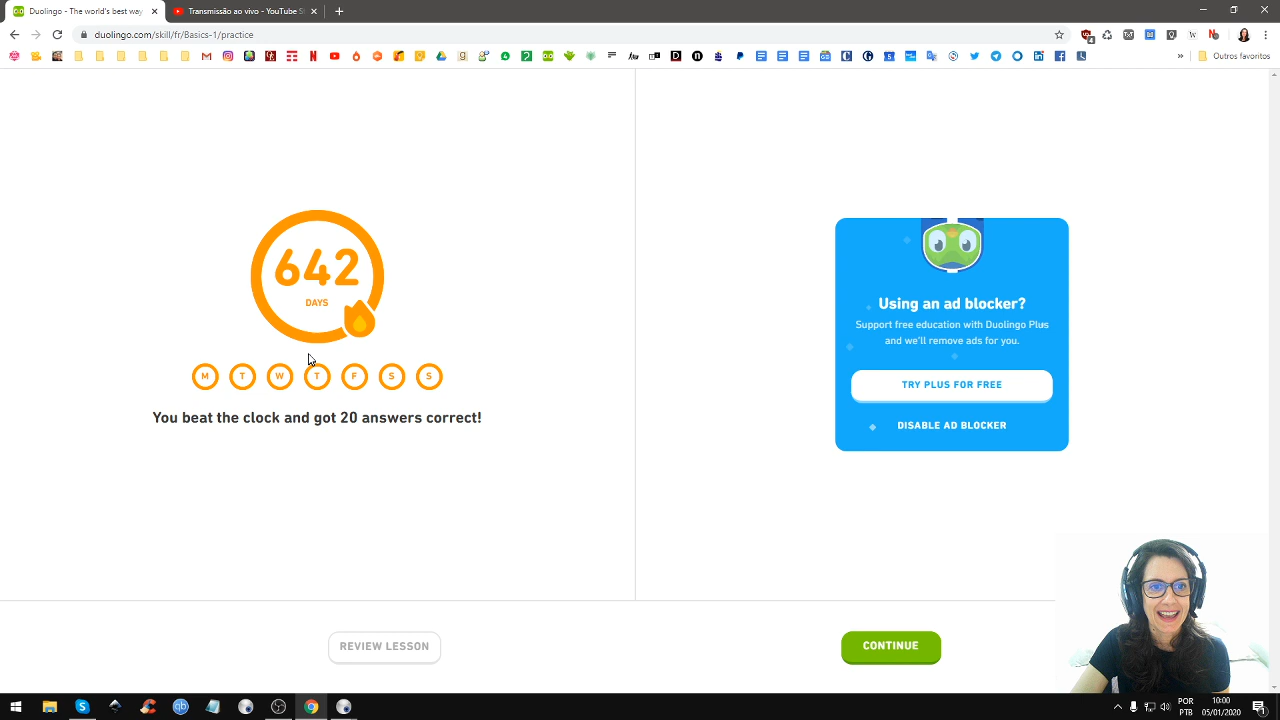 Duolingo - The world's best way
Transmissão ao vivo - YouTube St
duolingo.com/skill/fr/Basics-1/practice
Outros favoritos
642
DAYS
M T W T F S S
You beat the clock and got 20 answers correct!
Using an ad blocker?
Support free education with Duolingo Plus
and we'll remove ads for you.
TRY PLUS FOR FREE
DISABLE AD BLOCKER
REVIEW LESSON
CONTINUE
POR
PTB
10:00
05/01/2020